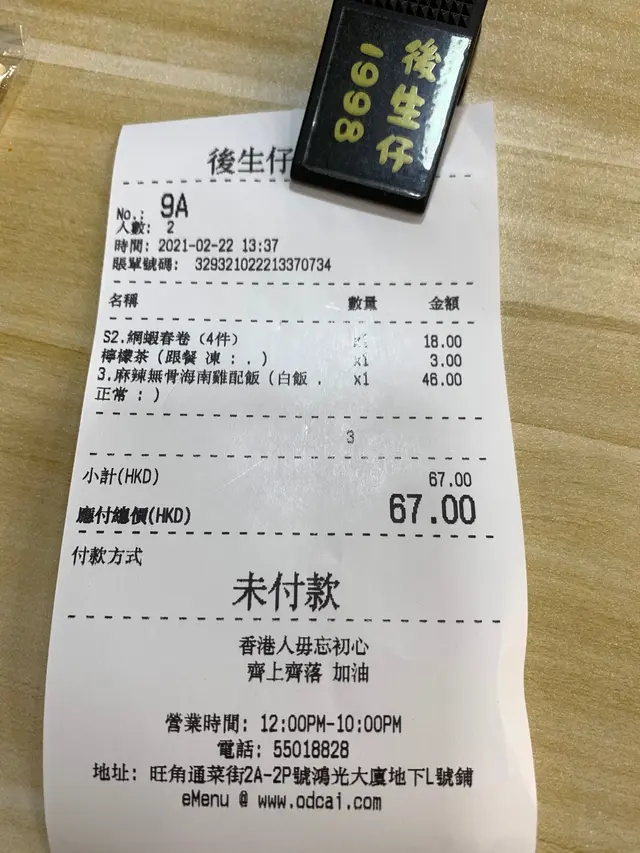 後生仔
1998
後生仔
No.: 9A
人數: 2
時間: 2021-02-22 13:37
賬單號碼: 329321022213370734
名稱 數量 金額
S2.網蝦春卷 (4件) x1 18.00
檸檬茶 (跟餐 凍 : , ) x1 3.00
3.麻辣無骨海南雞配飯 (白飯 , x1 46.00
正常 : )
3
小計(HKD) 67.00
應付總價(HKD) 67.00
付款方式
未付款
香港人毋忘初心
齊上齊落 加油
營業時間: 12:00PM-10:00PM
電話: 55018828
地址: 旺角通菜街2A-2P號鴻光大廈地下L號鋪
eMenu @ www.odcai.com